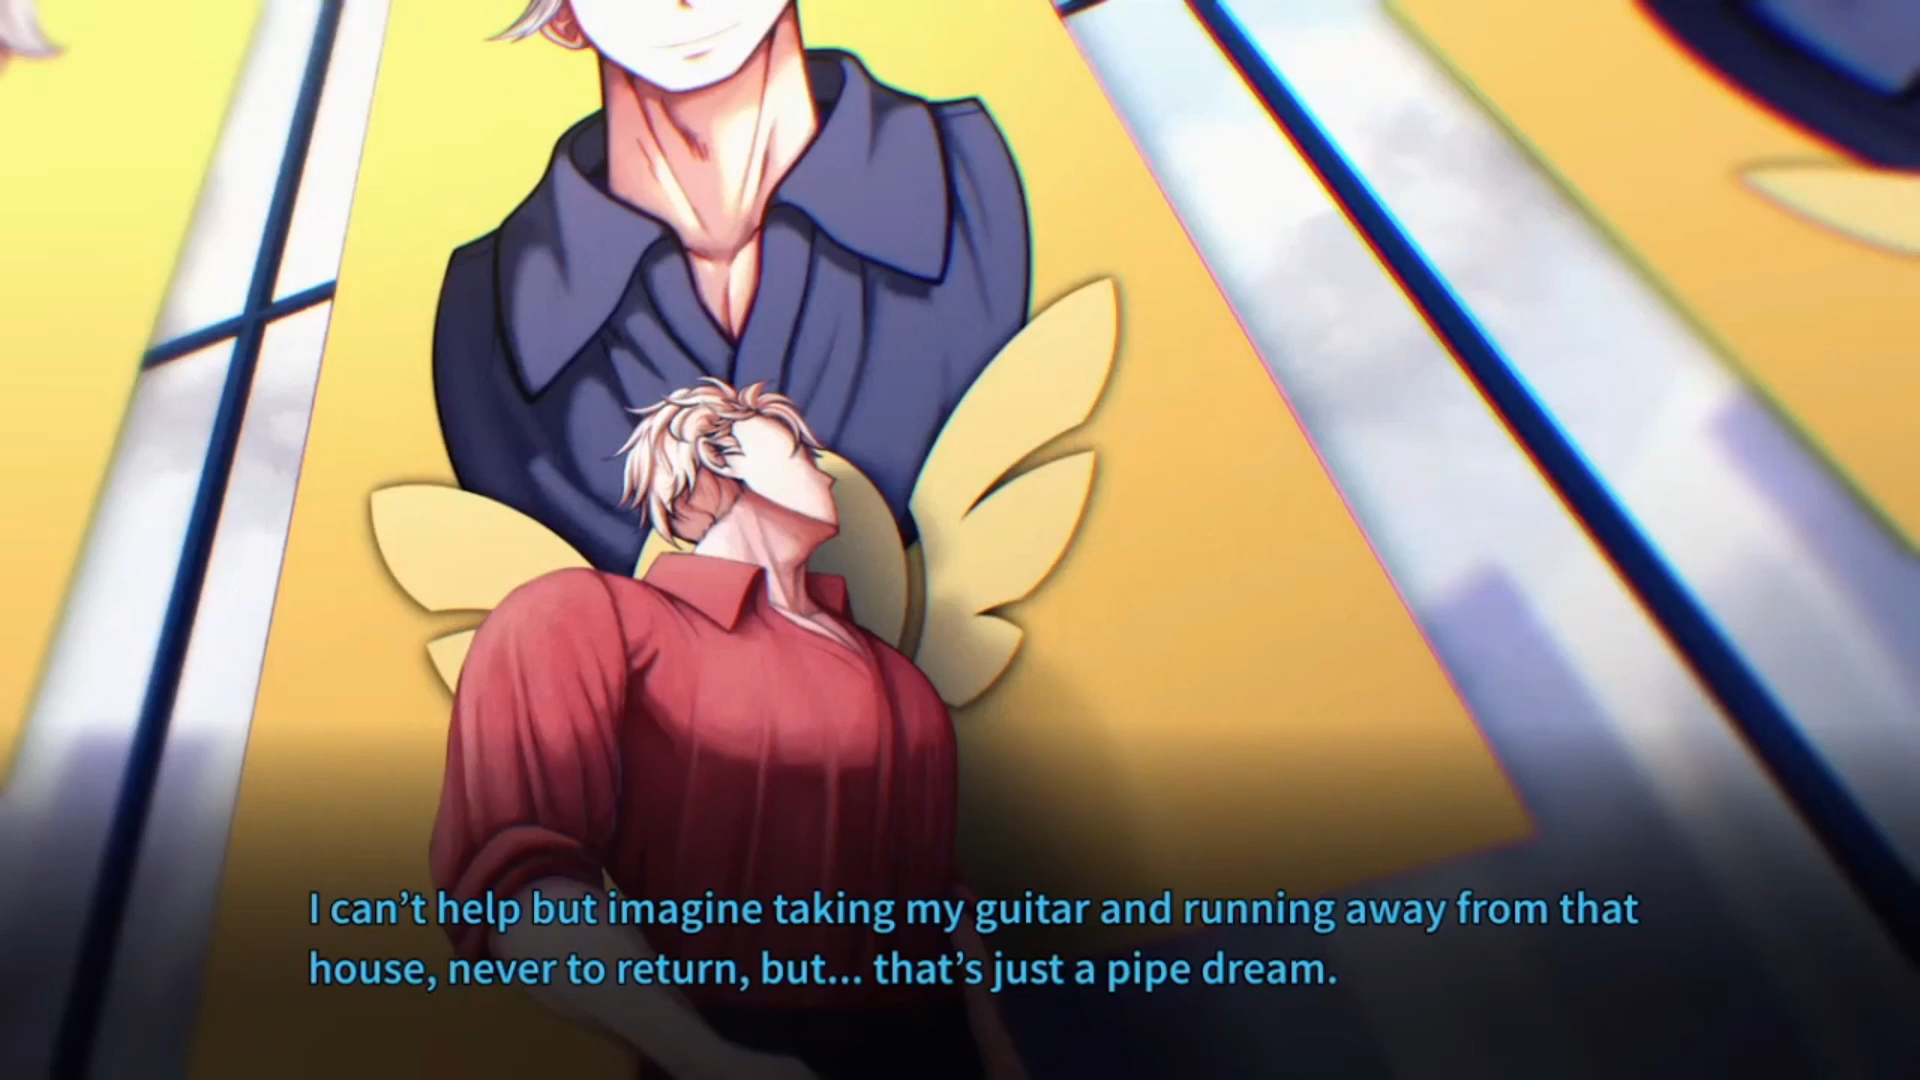 I can’t help but imagine taking my guitar and running away from that
house, never to return, but... that’s just a pipe dream.